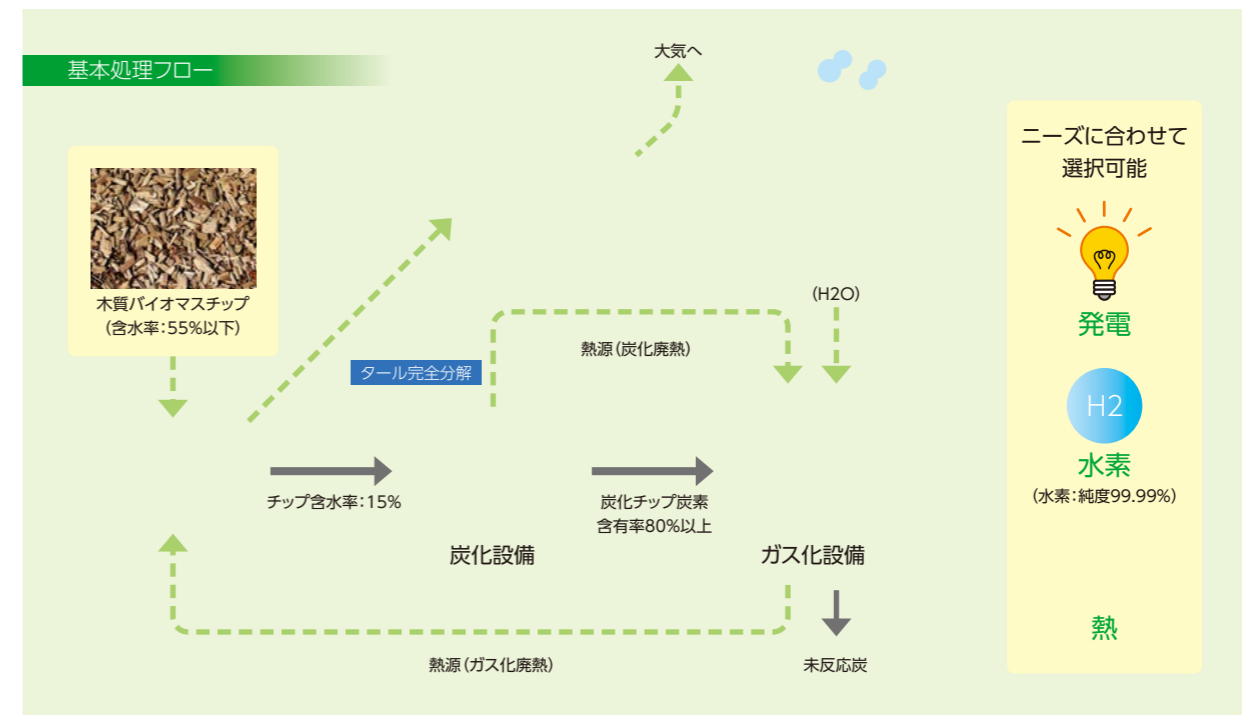 基本処理フロー
大気へ
木質バイオマスチップ
(含水率:55%以下)
タール完全分解
熱源(炭化廃熱)
(H2O)
チップ含水率:15%
炭化チップ炭素
含有率80%以上
炭化設備
ガス化設備
熱源(ガス化廃熱)
未反応炭
ニーズに合わせて
選択可能
発電
H2
水素
(水素:純度99.99%)
熱